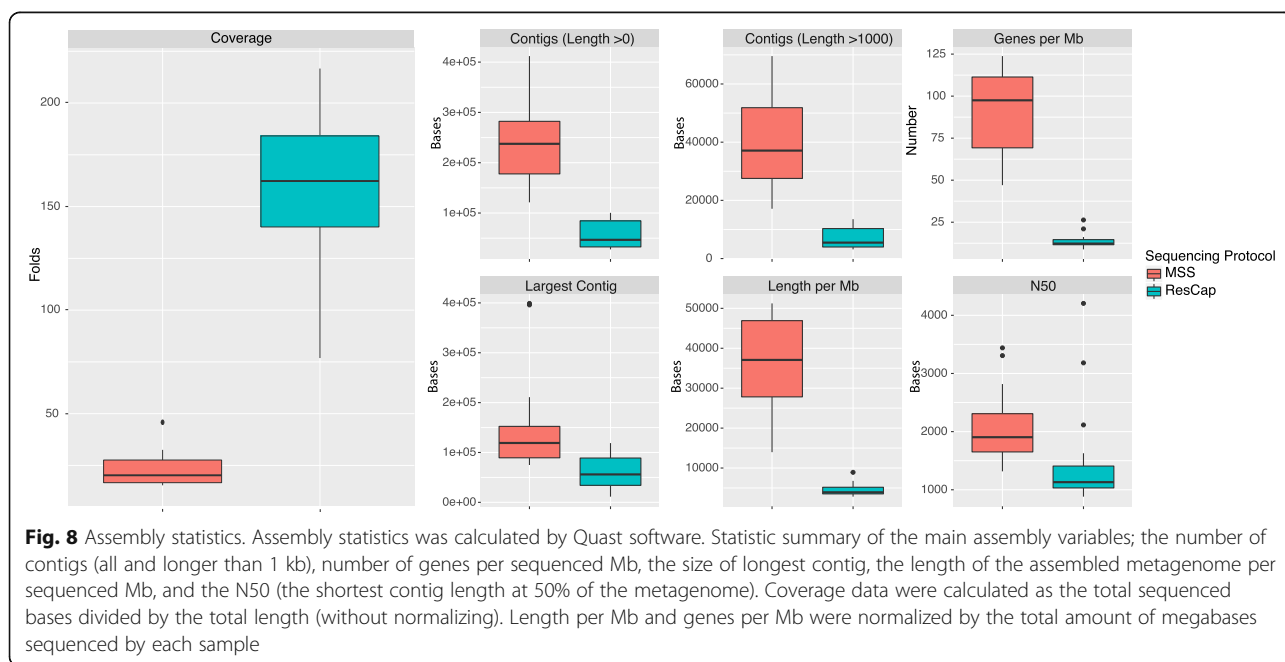 Coverage
Folds
200
150
100
50
Contigs (Length >0)
Bases
4e+05
3e+05
2e+05
1e+05
Contigs (Length >1000)
Bases
60000
40000
20000
0
Genes per Mb
Number
125
100
75
50
25
Largest Contig
Bases
4e+05
3e+05
2e+05
1e+05
0e+00
Length per Mb
Bases
50000
40000
30000
20000
10000
N50
Bases
4000
3000
2000
1000
Sequencing Protocol
MSS
ResCap
Fig. 8 Assembly statistics. Assembly statistics was calculated by Quast software. Statistic summary of the main assembly variables; the number of
contigs (all and longer than 1 kb), number of genes per sequenced Mb, the size of longest contig, the length of the assembled metagenome per
sequenced Mb, and the N50 (the shortest contig length at 50% of the metagenome). Coverage data were calculated as the total sequenced
bases divided by the total length (without normalizing). Length per Mb and genes per Mb were normalized by the total amount of megabases
sequenced by each sample